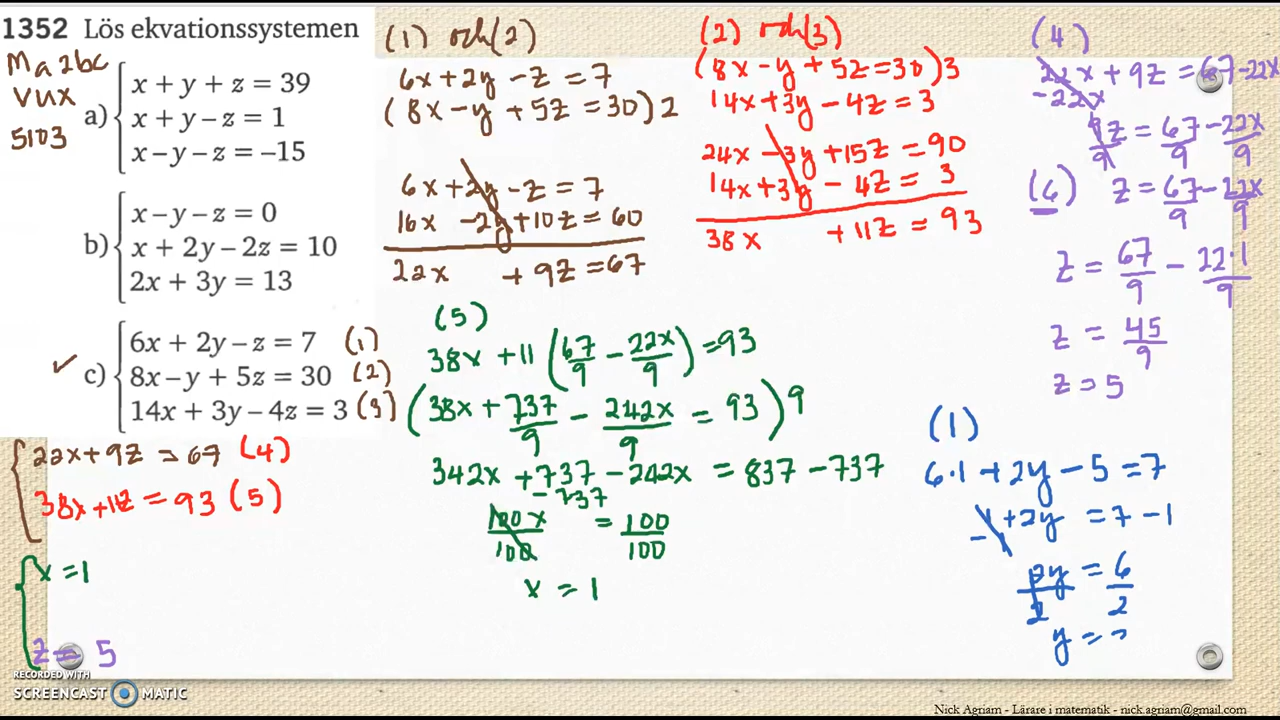 1352 Lös ekvationssystemen
Ma2bc
VUX
5103
a) x + y + z = 39
x + y – z = 1
x – y – z = –15
b) x – y – z = 0
x + 2y – 2z = 10
2x + 3y = 13
c) 6x + 2y – z = 7 (1)
8x – y + 5z = 30 (2)
14x + 3y – 4z = 3 (3)
22x + 9z = 67 (4)
38x + 11z = 93 (5)
x = 1
z = 5
(1) och (2)
6x + 2y – z = 7
(8x – y + 5z = 30) 2
6x + 2y – z = 7
16x – 2y + 10z = 60
0
22x + 9z = 67
(2) och (3)
(8x – y + 5z = 30) 3
14x + 3y – 4z = 3
24x – 3y + 15z = 90
14x + 3y – 4z = 3
38x + 11z = 93
(5)
38x + 11 (67/9 – 22x/9) = 93
(38x + 737/9 – 242x/9 = 93) 9
342x + 737 – 242x = 837 – 737
– 737
100x/100 = 100/100
x = 1
(4)
22x + 9z = 67 – 22x
–22x
9z/9 = 67/9 – 22x/9
(6) z = 67/9 – 22x/9
z = 67/9 – 22·1/9
z = 45/9
z = 5
(1)
6·1 + 2y – 5 = 7
1 + 2y = 7 – 1
–1
2y/2 = 6/2
y =
RECORDED WITH
SCREENCAST MATIC
Nick Agriam - Lärare i matematik - nick.agriam@gmail.com